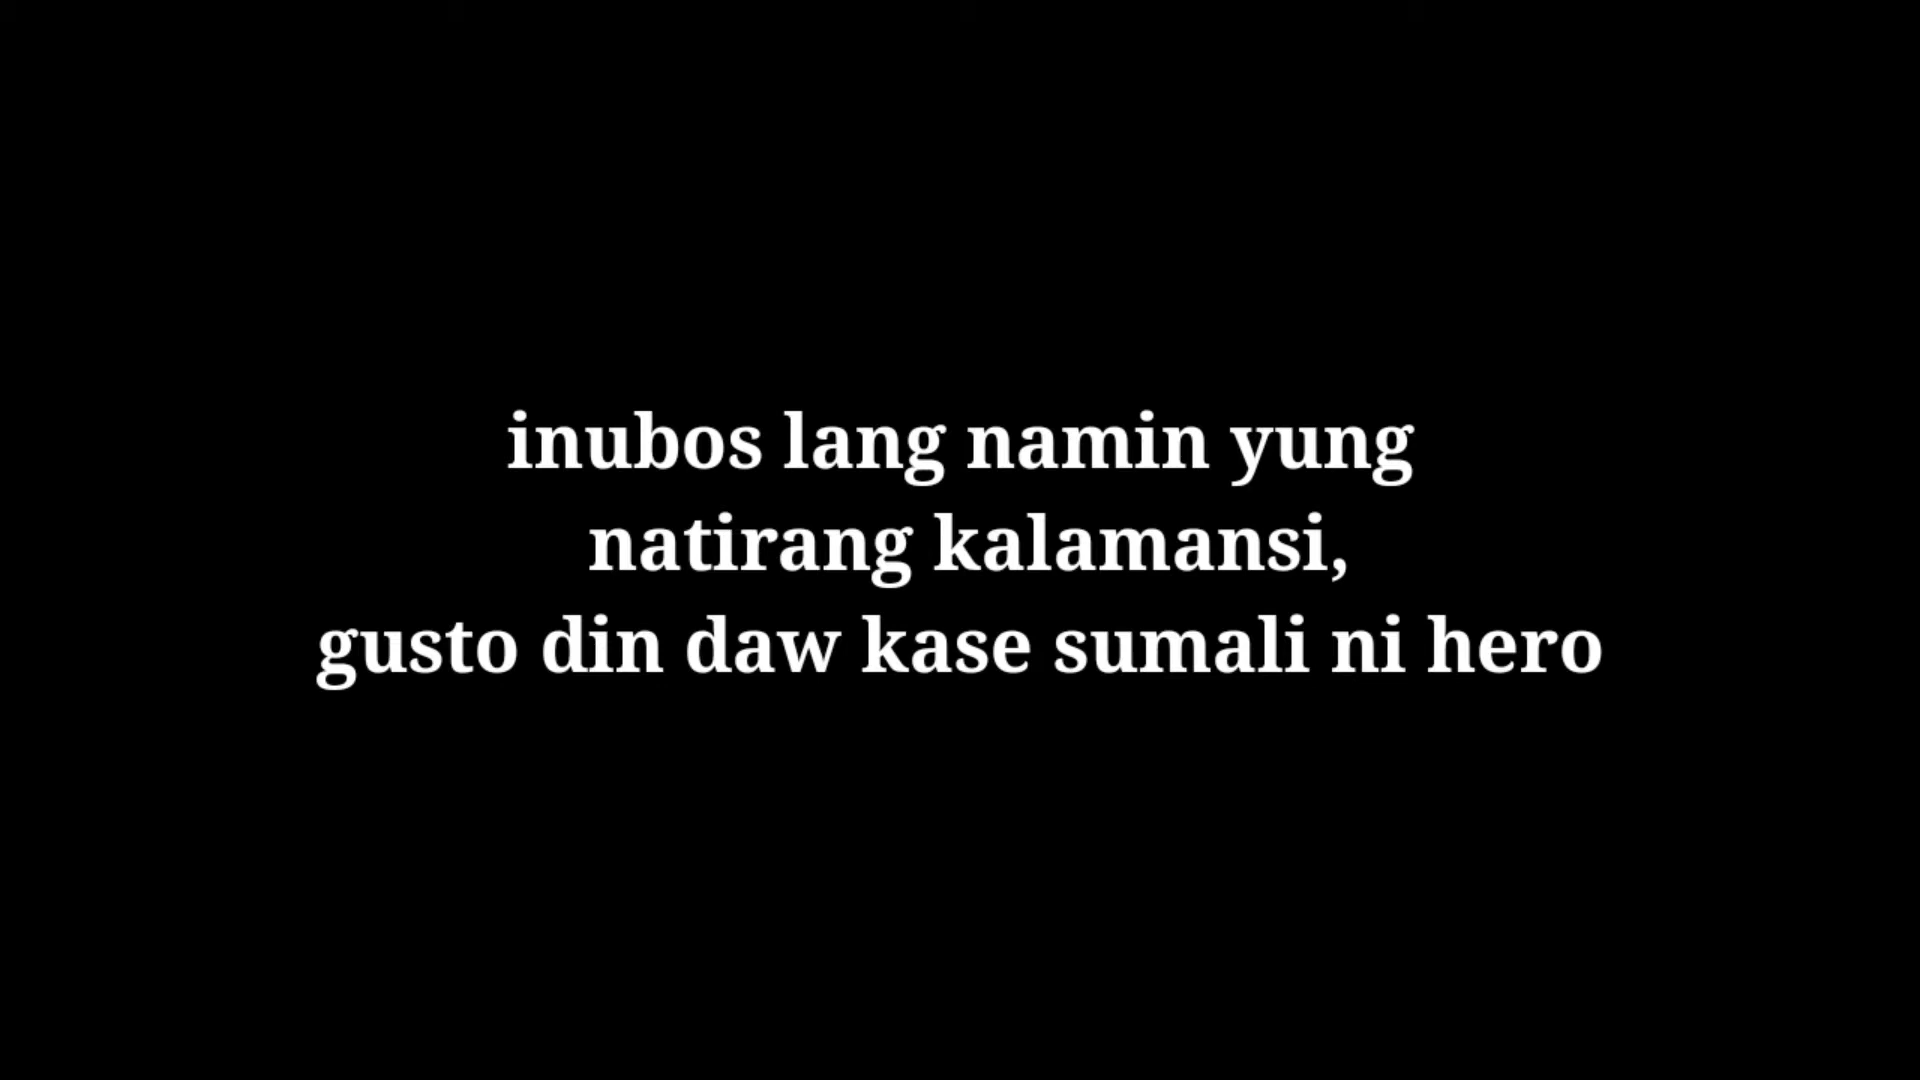 inubos lang namin yung
natirang kalamansi,
gusto din daw kase sumali ni hero